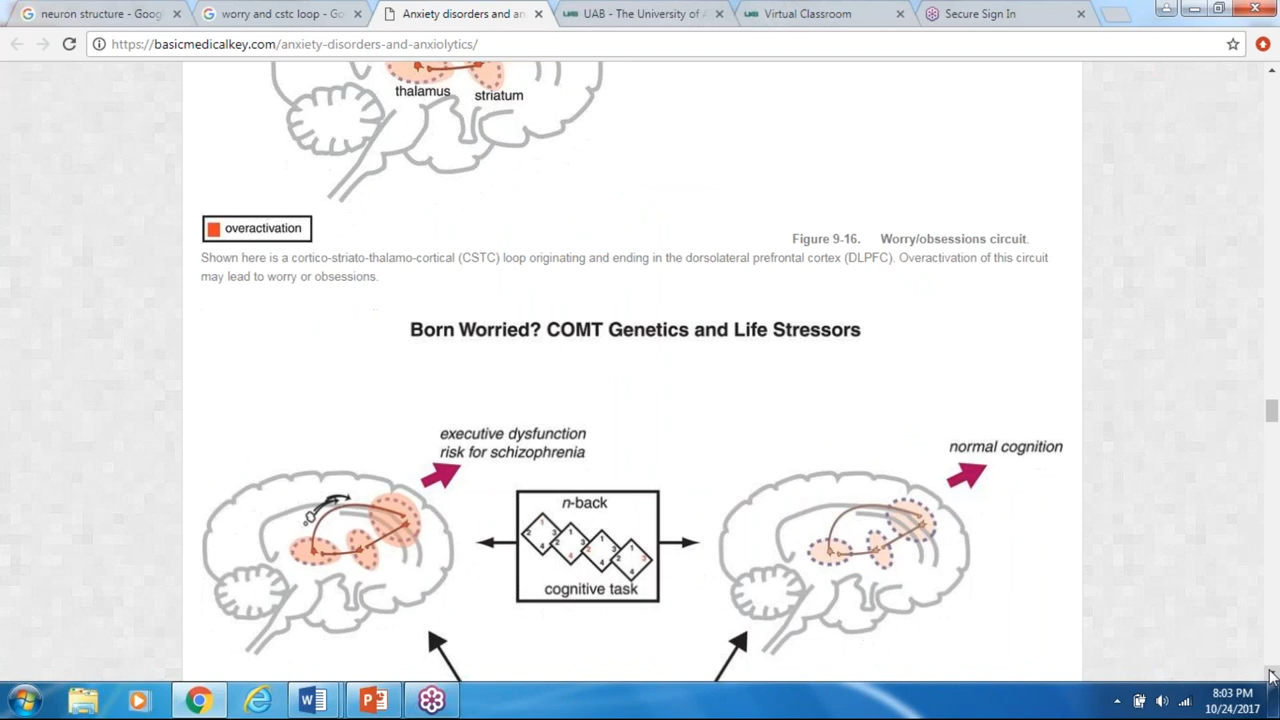 neuron structure - Goog
worry and cstc loop - Go
Anxiety disorders and an
UAB - The University of
Virtual Classroom
Secure Sign In
https://basicmedicalkey.com/anxiety-disorders-and-anxiolytics/
thalamus
striatum
overactivation
Figure 9-16. Worry/obsessions circuit.
Shown here is a cortico-striato-thalamo-cortical (CSTC) loop originating and ending in the dorsolateral prefrontal cortex (DLPFC). Overactivation of this circuit
may lead to worry or obsessions.
Born Worried? COMT Genetics and Life Stressors
executive dysfunction
risk for schizophrenia
normal cognition
n-back
cognitive task
8:03 PM
10/24/2017